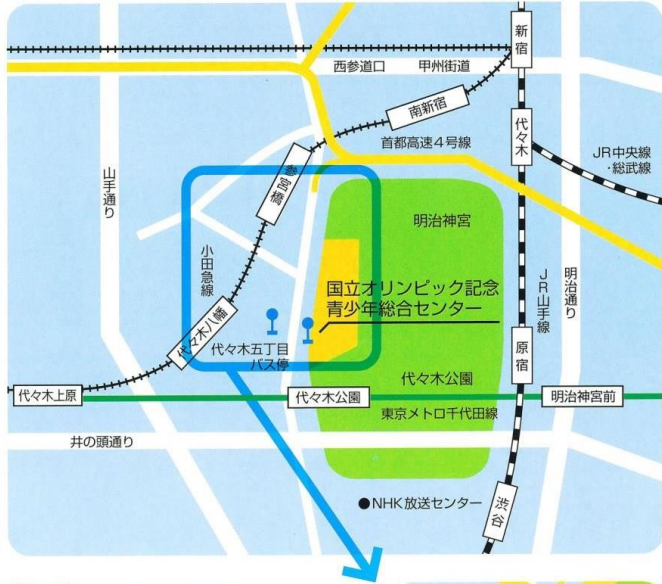 新宿
西参道口
甲州街道
南新宿
代々木
首都高速4号線
JR中央線
・総武線
参宮橋
山手通り
明治神宮
小田急線
国立オリンピック記念
青少年総合センター
JR山手線
明治通り
代々木八幡
代々木五丁目
バス停
原宿
代々木公園
代々木上原
代々木公園
明治神宮前
東京メトロ千代田線
井の頭通り
●NHK放送センター
渋谷